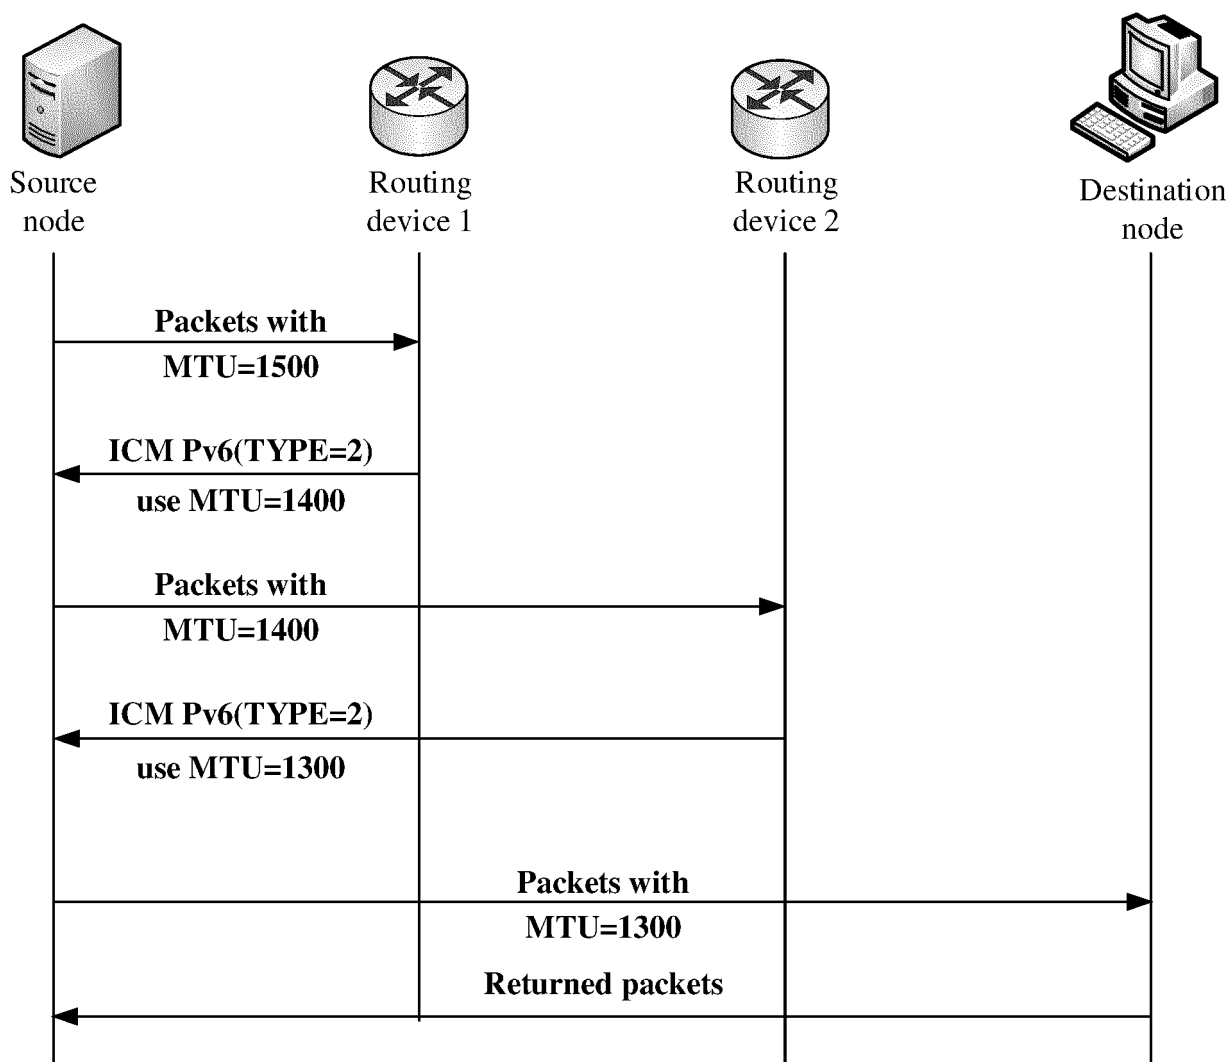 Source
node
Routing
device 1
Routing
device 2
Destination
node
Packets with
MTU=1500
ICM Pv6(TYPE=2)
use MTU=1400
Packets with
MTU=1400
ICM Pv6(TYPE=2)
use MTU=1300
Packets with
MTU=1300
Returned packets